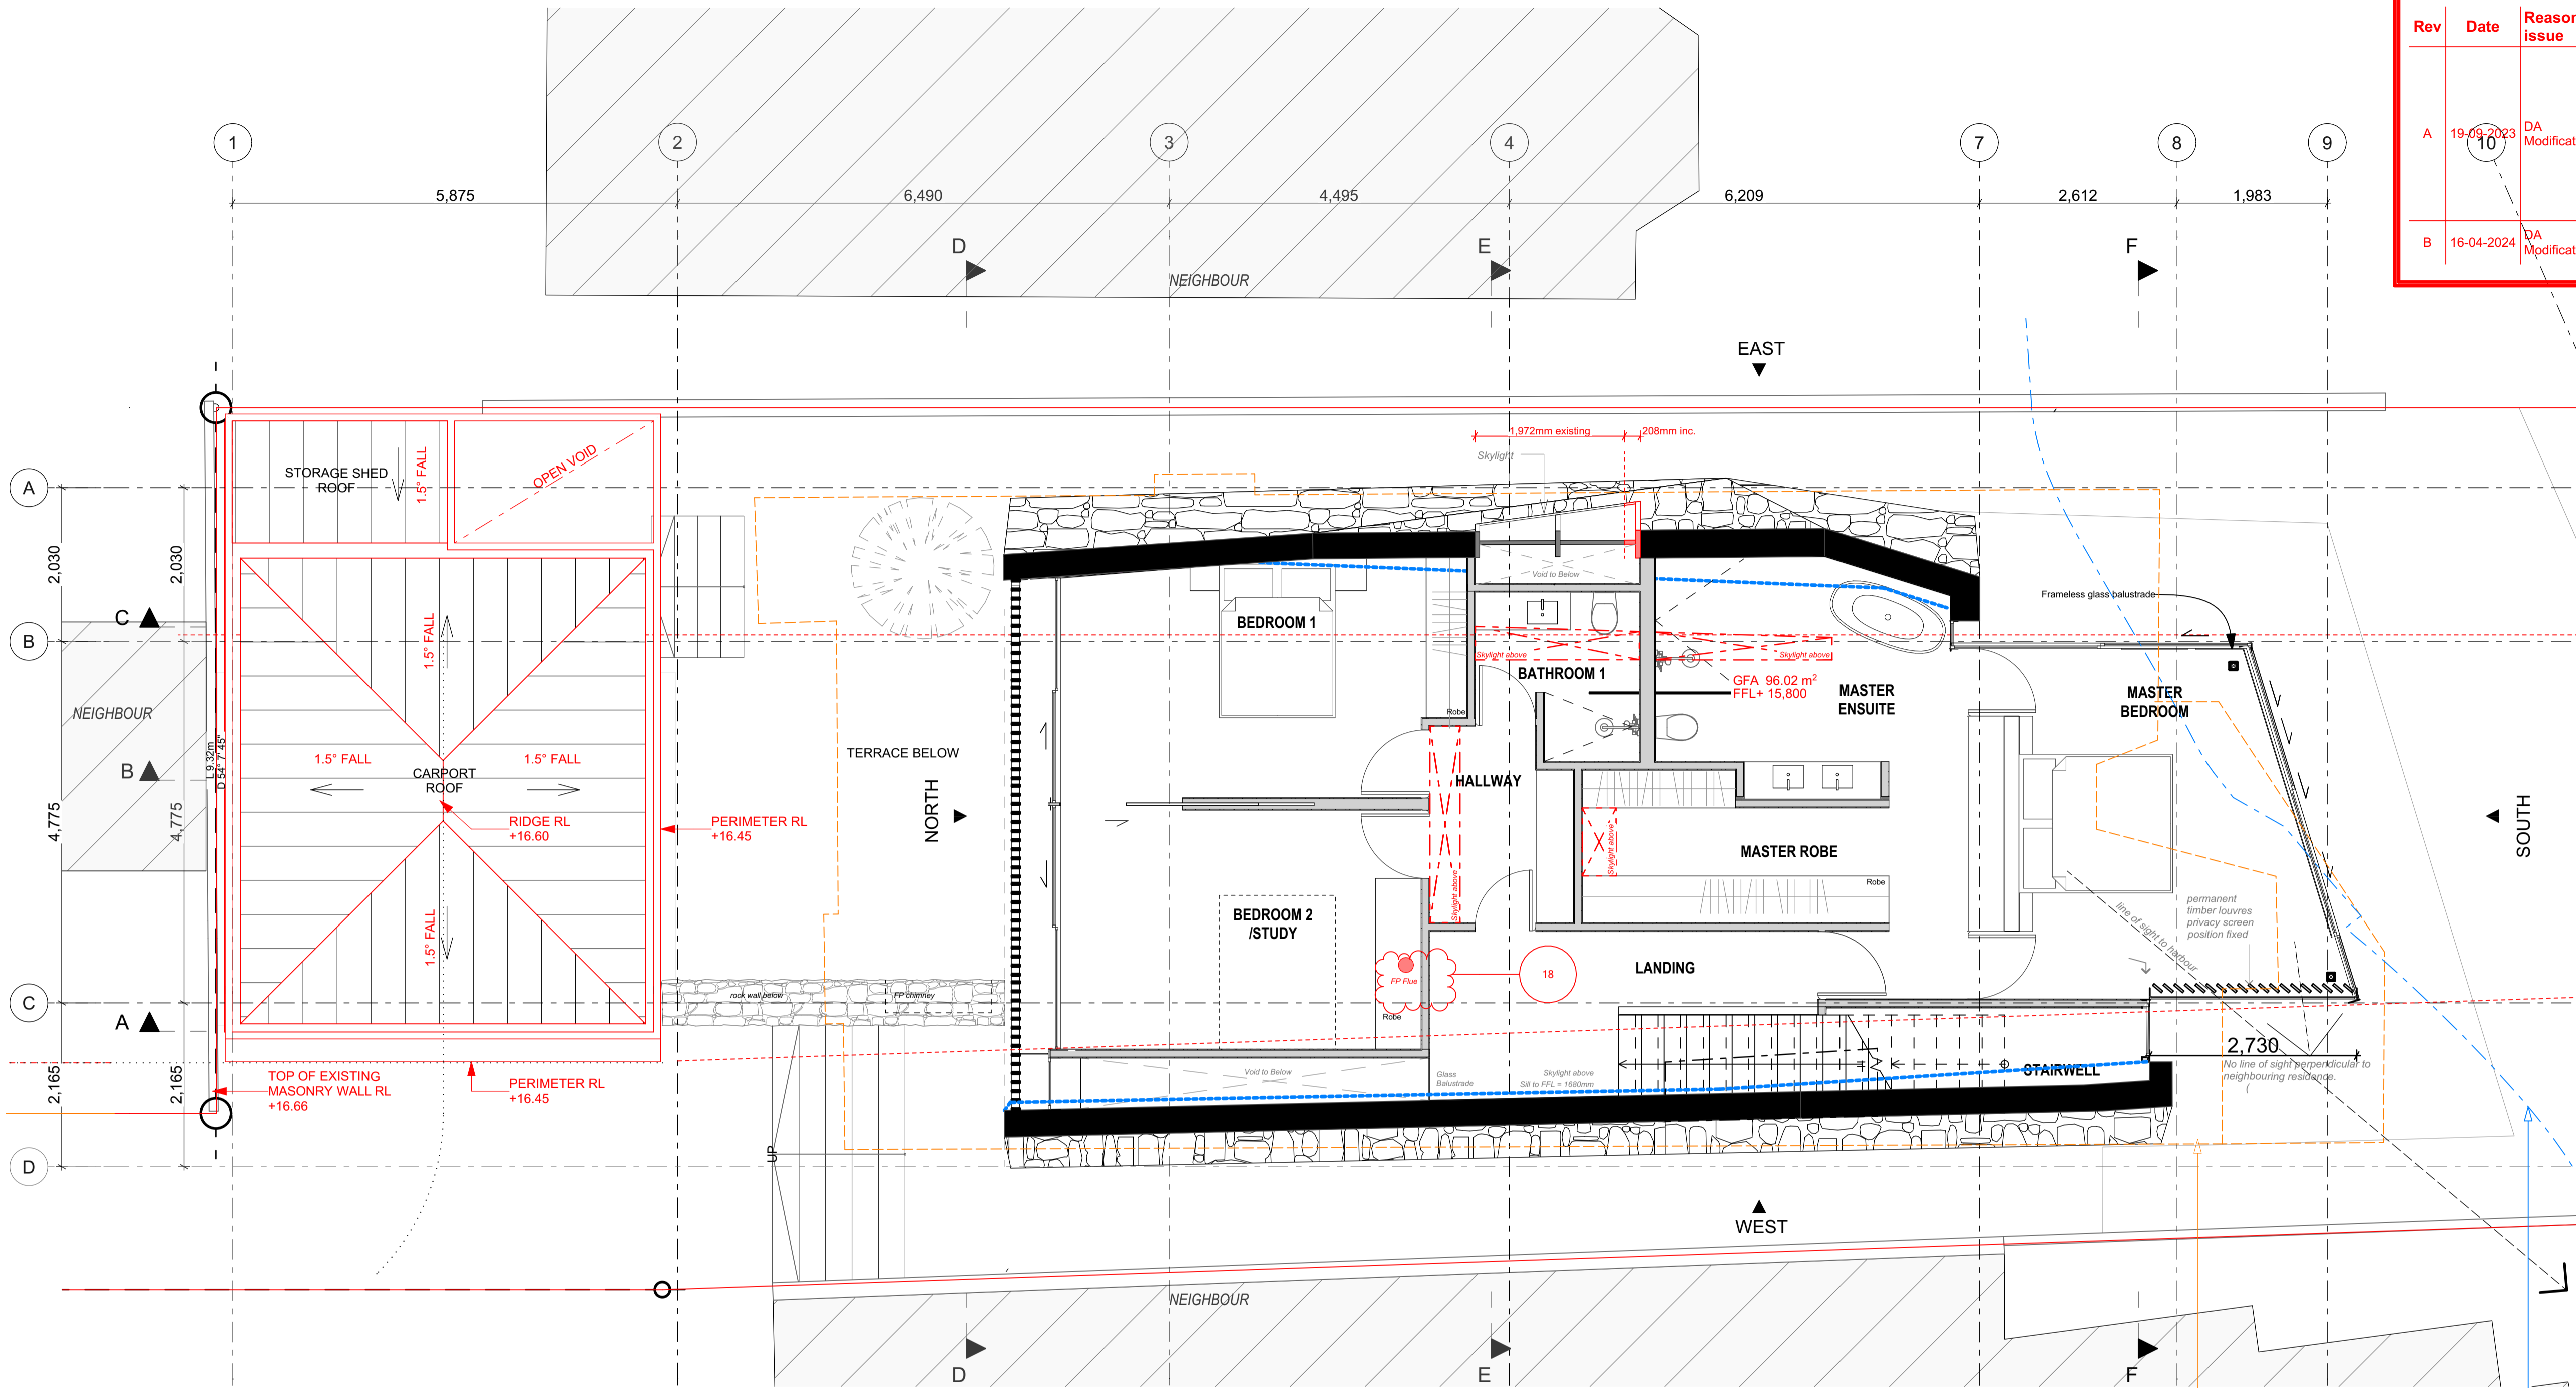 Rev Date Reason issue
A 19-09-2023 DA Modificat
B 16-04-2024 DA Modificat
1 2 3 4 7 8 9 10
5,875 6,490 4,495 6,209 2,612 1,983
D E F
NEIGHBOUR
EAST
1,972mm existing 208mm inc.
Skylight
A
B
C
D
2,030
2,030
4,775
4,775
2,165
2,165
C
B
A
NEIGHBOUR
L 9.32m
D 54° 7' 45"
STORAGE SHED
ROOF
1.5° FALL
OPEN VOID
1.5° FALL
1.5° FALL
1.5° FALL
CARPORT
ROOF
1.5° FALL
RIDGE RL
+16.60
PERIMETER RL
+16.45
TOP OF EXISTING
MASONRY WALL RL
+16.66
PERIMETER RL
+16.45
TERRACE BELOW
NORTH
rock wall below
FP chimney
UP
BEDROOM 1
Robe
BEDROOM 2
/STUDY
Robe
FP Flue
18
Void to Below
Void to Below
Skylight above
Skylight above
BATHROOM 1
GFA 96.02 m²
FFL+ 15,800
MASTER
ENSUITE
HALLWAY
Skylight above
Skylight above
MASTER ROBE
Robe
LANDING
Glass
Balustrade
Skylight above
Sill to FFL = 1680mm
STAIRWELL
Frameless glass balustrade
MASTER
BEDROOM
line of sight to harbour
permanent
timber louvres
privacy screen
position fixed
2,730
No line of sight perpendicular to
neighbouring residence.
(
SOUTH
WEST
NEIGHBOUR
D E F